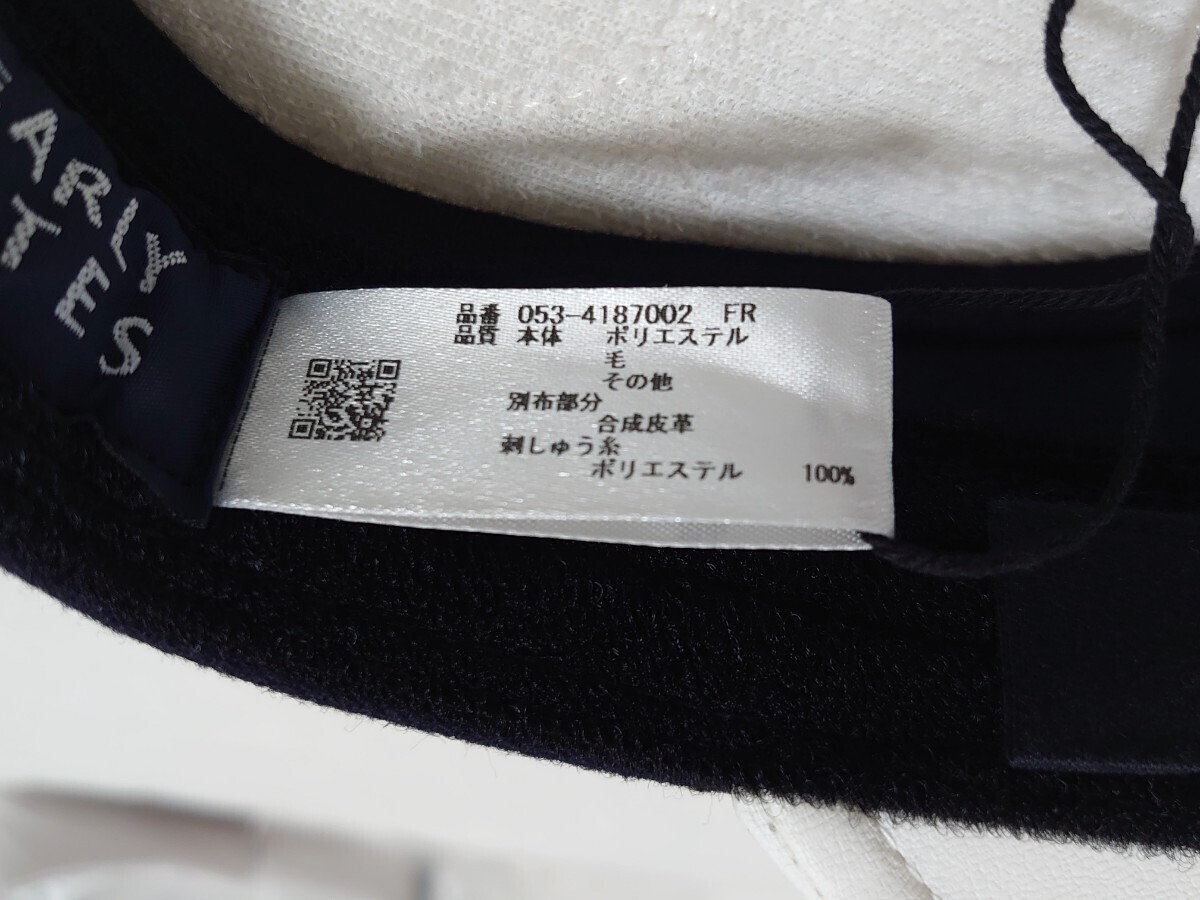 EARLY
TES
品番 053-4187002 FR
品質 本体 ポリエステル
毛
その他
別布部分
合成皮革
刺しゅう糸
ポリエステル 100%